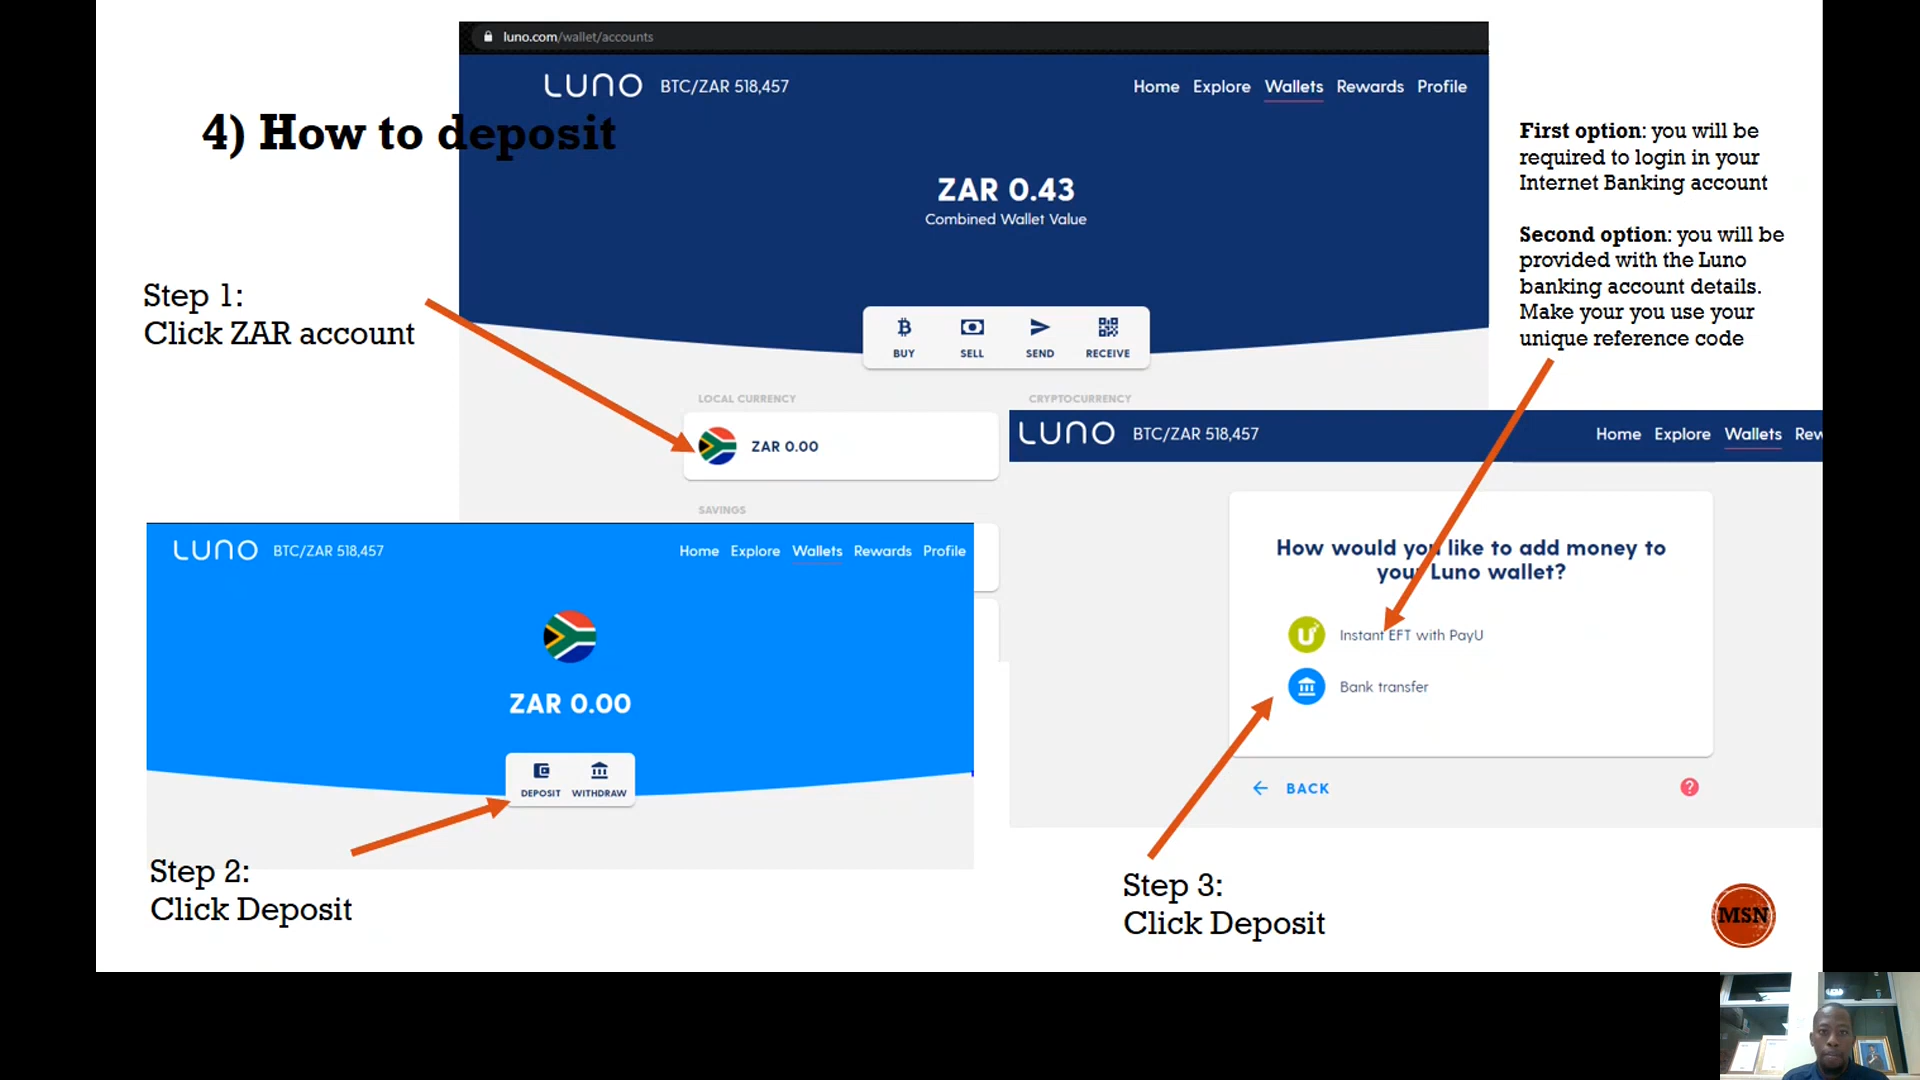 luno.com/wallet/accounts
LUNO BTC/ZAR 518,457
Home Explore Wallets Rewards Profile
4) How to deposit
ZAR 0.43
Combined Wallet Value
First option: you will be
required to login in your
Internet Banking account
Second option: you will be
provided with the Luno
banking account details.
Make your you use your
unique reference code
Step 1:
Click ZAR account
BUY SELL SEND RECEIVE
LOCAL CURRENCY
CRYPTOCURRENCY
ZAR 0.00
SAVINGS
LUNO BTC/ZAR 518,457
Home Explore Wallets Rewards Profile
ZAR 0.00
DEPOSIT WITHDRAW
Step 2:
Click Deposit
LUNO BTC/ZAR 518,457
Home Explore Wallets Rew
How would you like to add money to
your Luno wallet?
Instant EFT with PayU
Bank transfer
BACK
?
Step 3:
Click Deposit
MSN